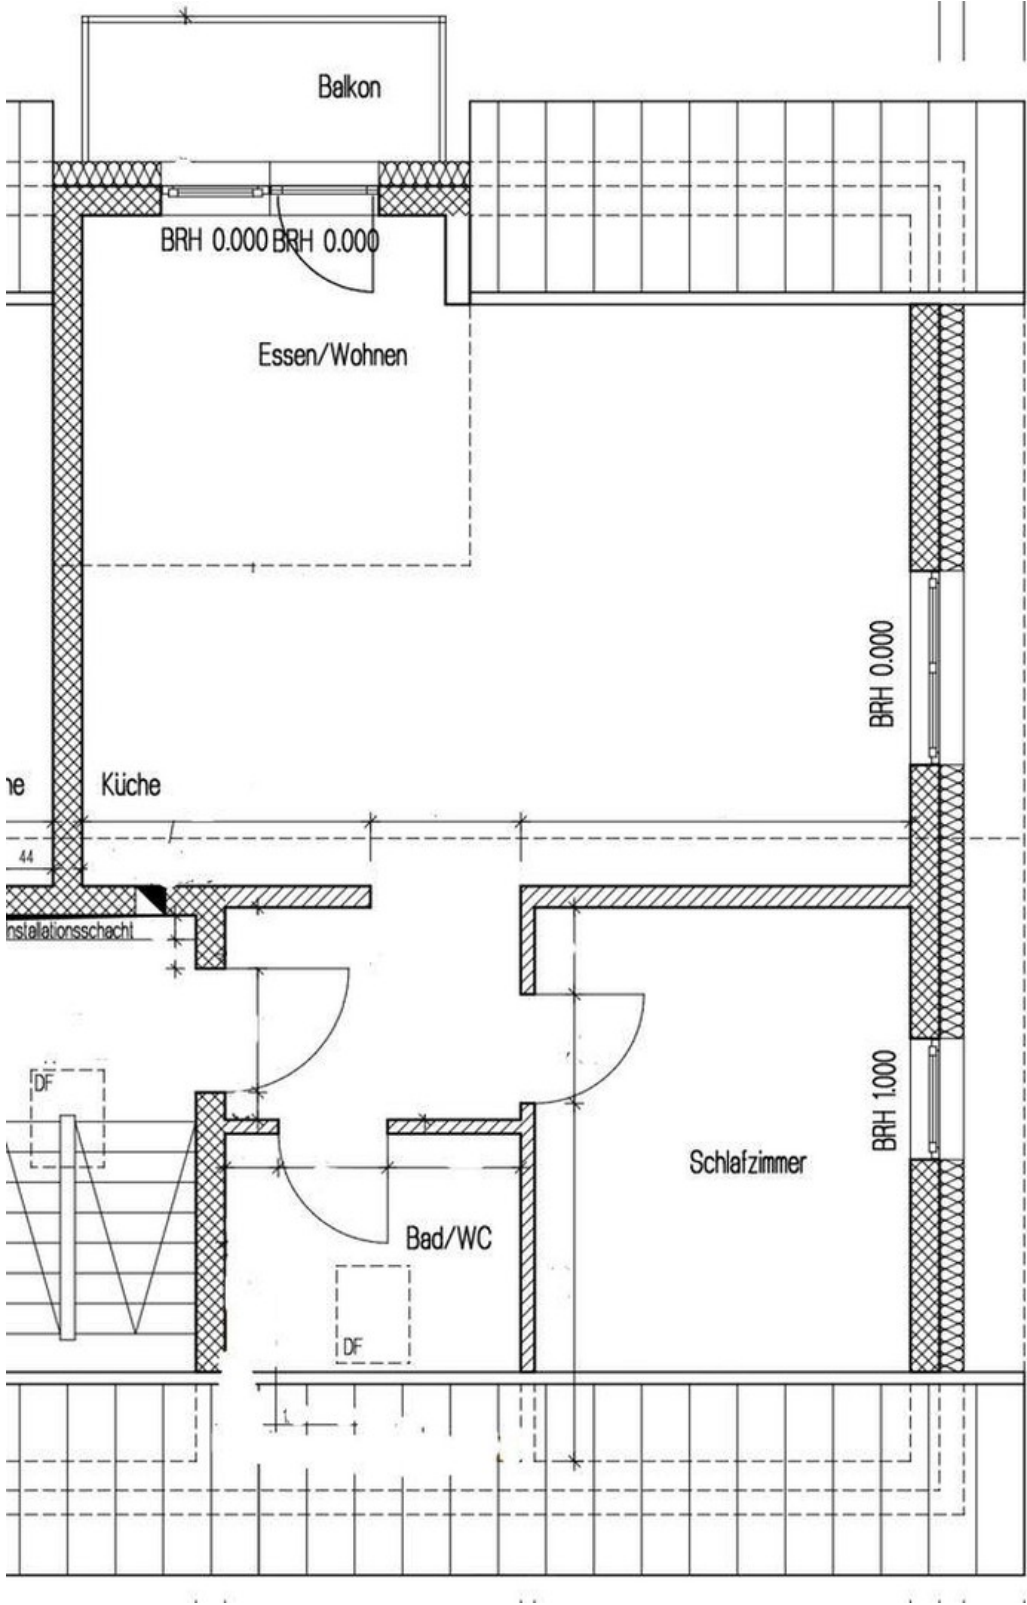 Balkon
BRH 0.000 BRH 0.000
Essen/Wohnen
BRH 0.000
ne
Küche
44
nstallationsschacht
DF
BRH 1.000
Schlafzimmer
Bad/WC
DF